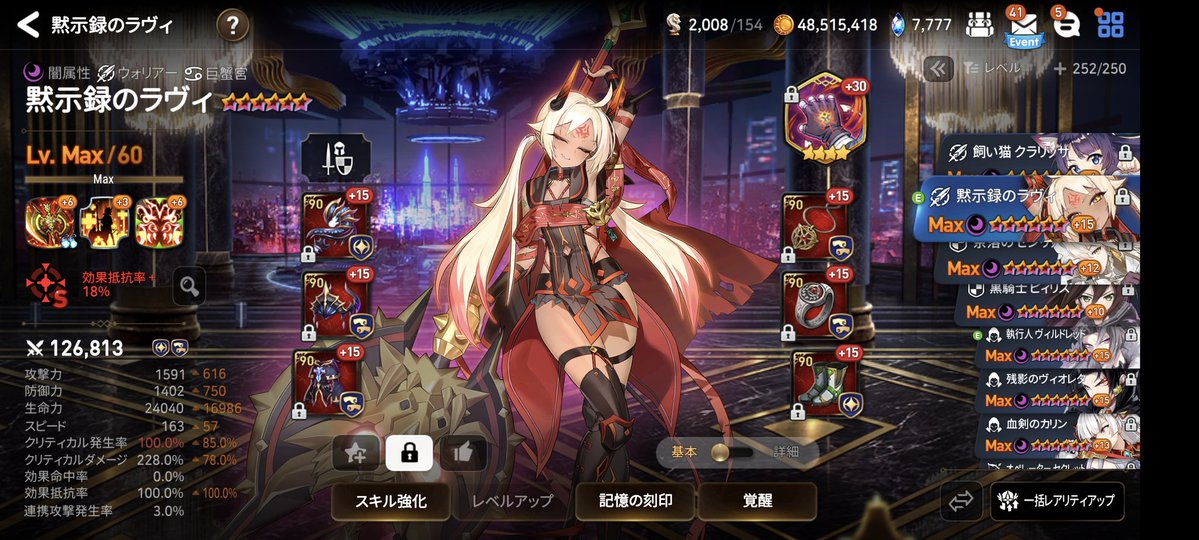 黙示録のラヴィ
?
2,008/154
48,515,418
7,777
41
Event
5
闇属性 ウォリアー 巨蟹宮
黙示録のラヴィ
レベル
+ 252/250
Lv. Max/60
Max
+6 +3 +6
S
効果抵抗率 +
18%
126,813
攻撃力 1591 616
防御力 1402 750
生命力 24040 16986
スピード 163 57
クリティカル発生率 100.0% 85.0%
クリティカルダメージ 228.0% 78.0%
効果命中率 0.0%
効果抵抗率 100.0% 100.0%
連携攻撃発生率 3.0%
90 +15
90 +15
90 +15
+30
90 +15
90 +15
90 +15
基本 詳細
スキル強化
レベルアップ
記憶の刻印
覚醒
飼い猫 クラリッサ
E 黙示録のラヴィ
Max +15
Max +12
黒騎士ピィリス
Max +10
E 執行人 ヴィルドレッド
Max +15
残影のヴィオレタ
Max +15
血剣のカリン
Max +13
一括レアリティアップ